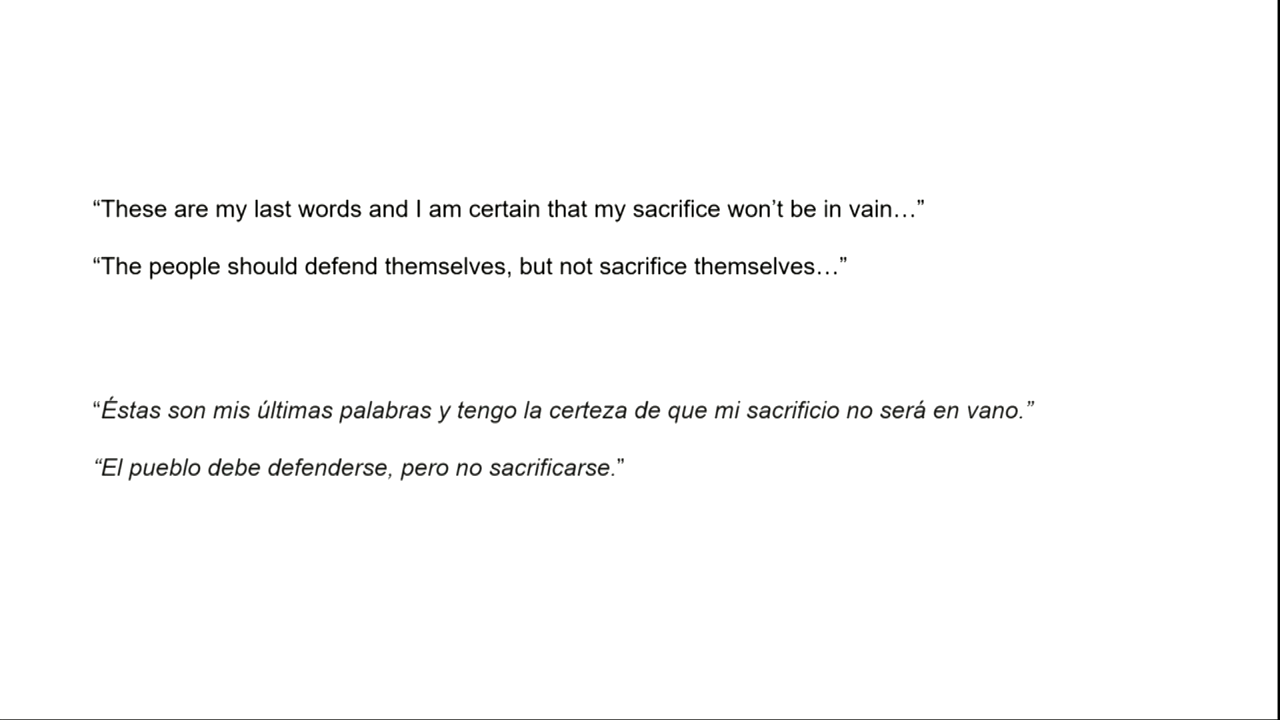 “These are my last words and I am certain that my sacrifice won’t be in vain…”
“The people should defend themselves, but not sacrifice themselves…”
“Éstas son mis últimas palabras y tengo la certeza de que mi sacrificio no será en vano.”
“El pueblo debe defenderse, pero no sacrificarse.”